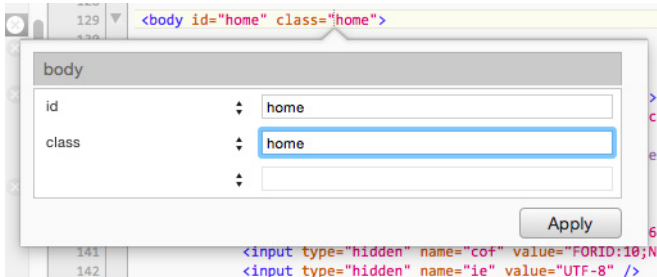 129 <body id="home" class="home">
body
id home
class home
Apply
141 <input type="hidden" name="cof" value="FORID:10;N
142 <input type="hidden" name="ie" value="UTF-8" />